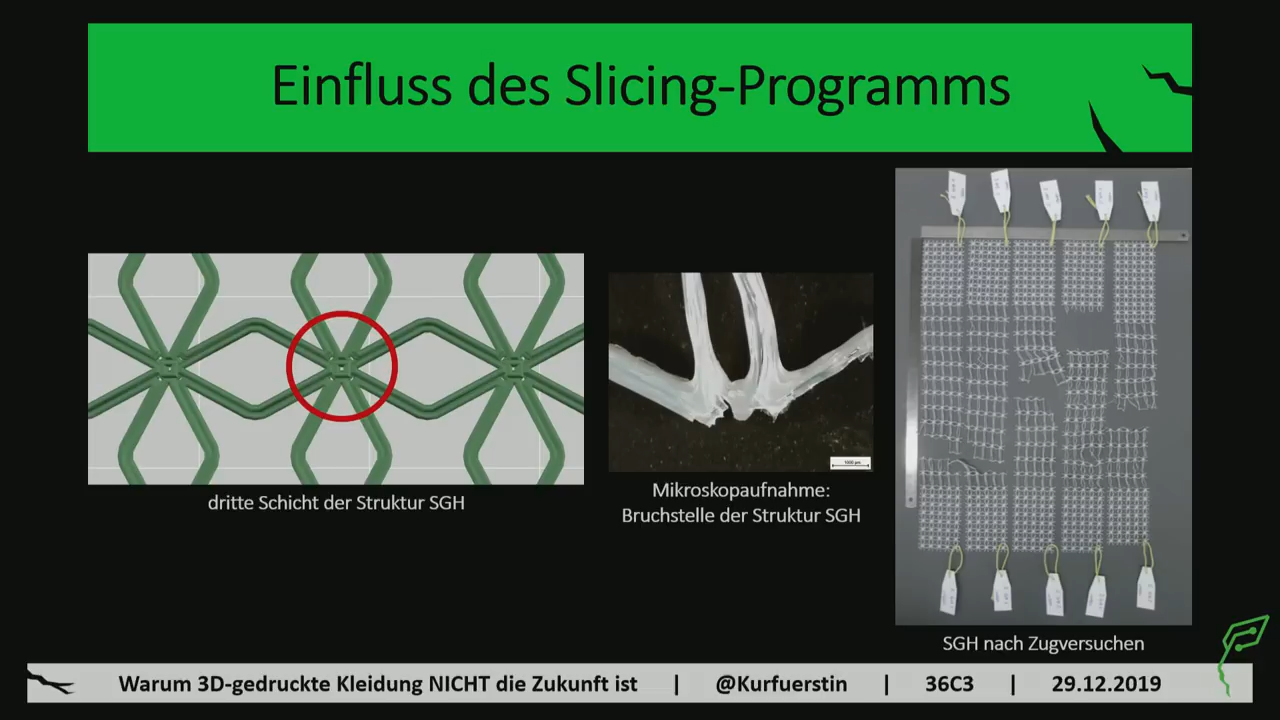 Einfluss des Slicing-Programms
dritte Schicht der Struktur SGH
Mikroskopaufnahme:
Bruchstelle der Struktur SGH
SGH nach Zugversuchen
Warum 3D-gedruckte Kleidung NICHT die Zukunft ist | @Kurfuerstin | 36C3 | 29.12.2019